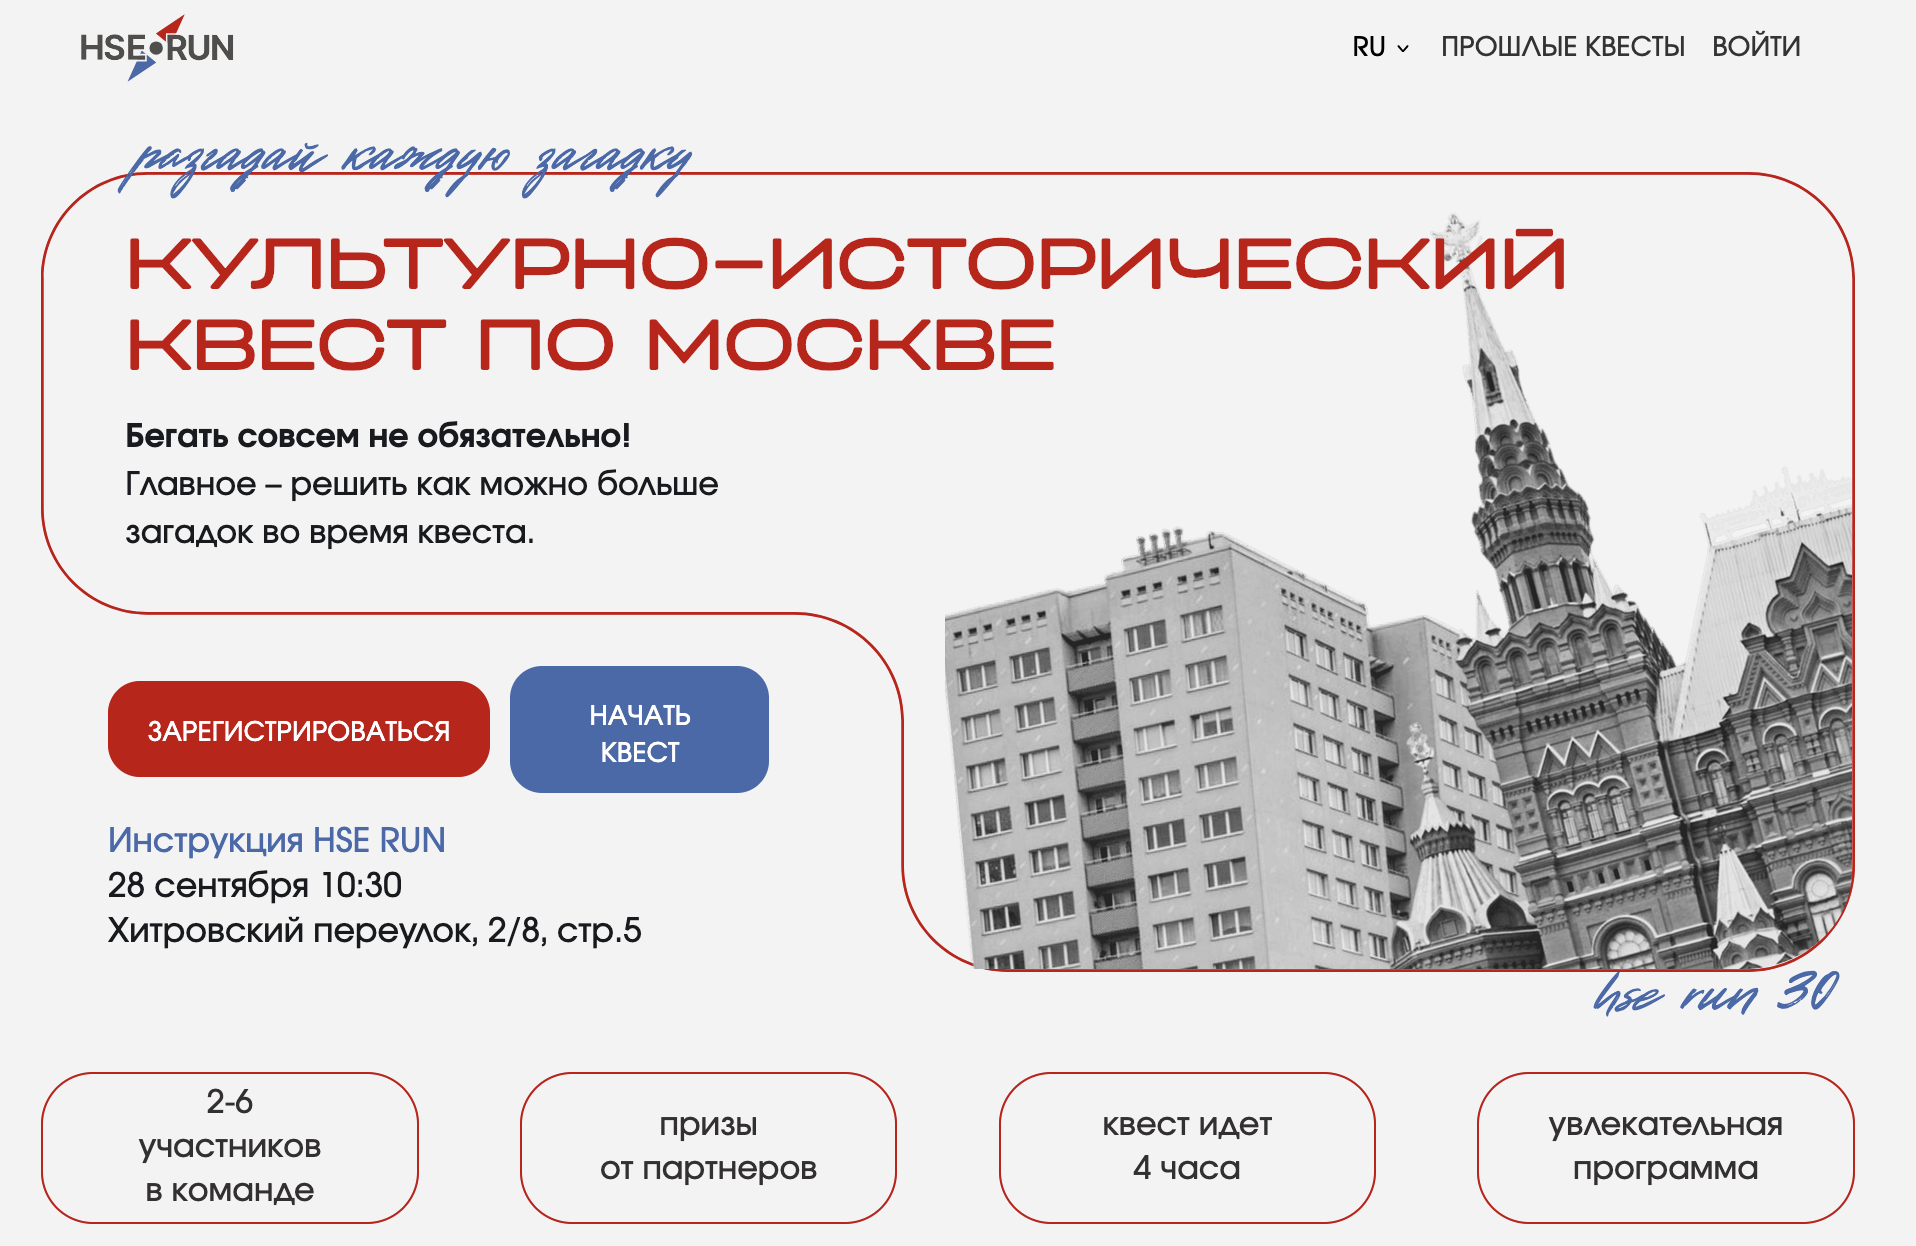 HSE RUN
RU
ПРОШЛЫЕ КВЕСТЫ
ВОЙТИ
разгадай каждую загадку
КУЛЬТУРНО–ИСТОРИЧЕСКИЙ
КВЕСТ ПО МОСКВЕ
Бегать совсем не обязательно!
Главное – решить как можно больше
загадок во время квеста.
ЗАРЕГИСТРИРОВАТЬСЯ
НАЧАТЬ
КВЕСТ
Инструкция HSE RUN
28 сентября 10:30
Хитровский переулок, 2/8, стр.5
hse run 30
2-6
участников
в команде
призы
от партнеров
квест идет
4 часа
увлекательная
программа